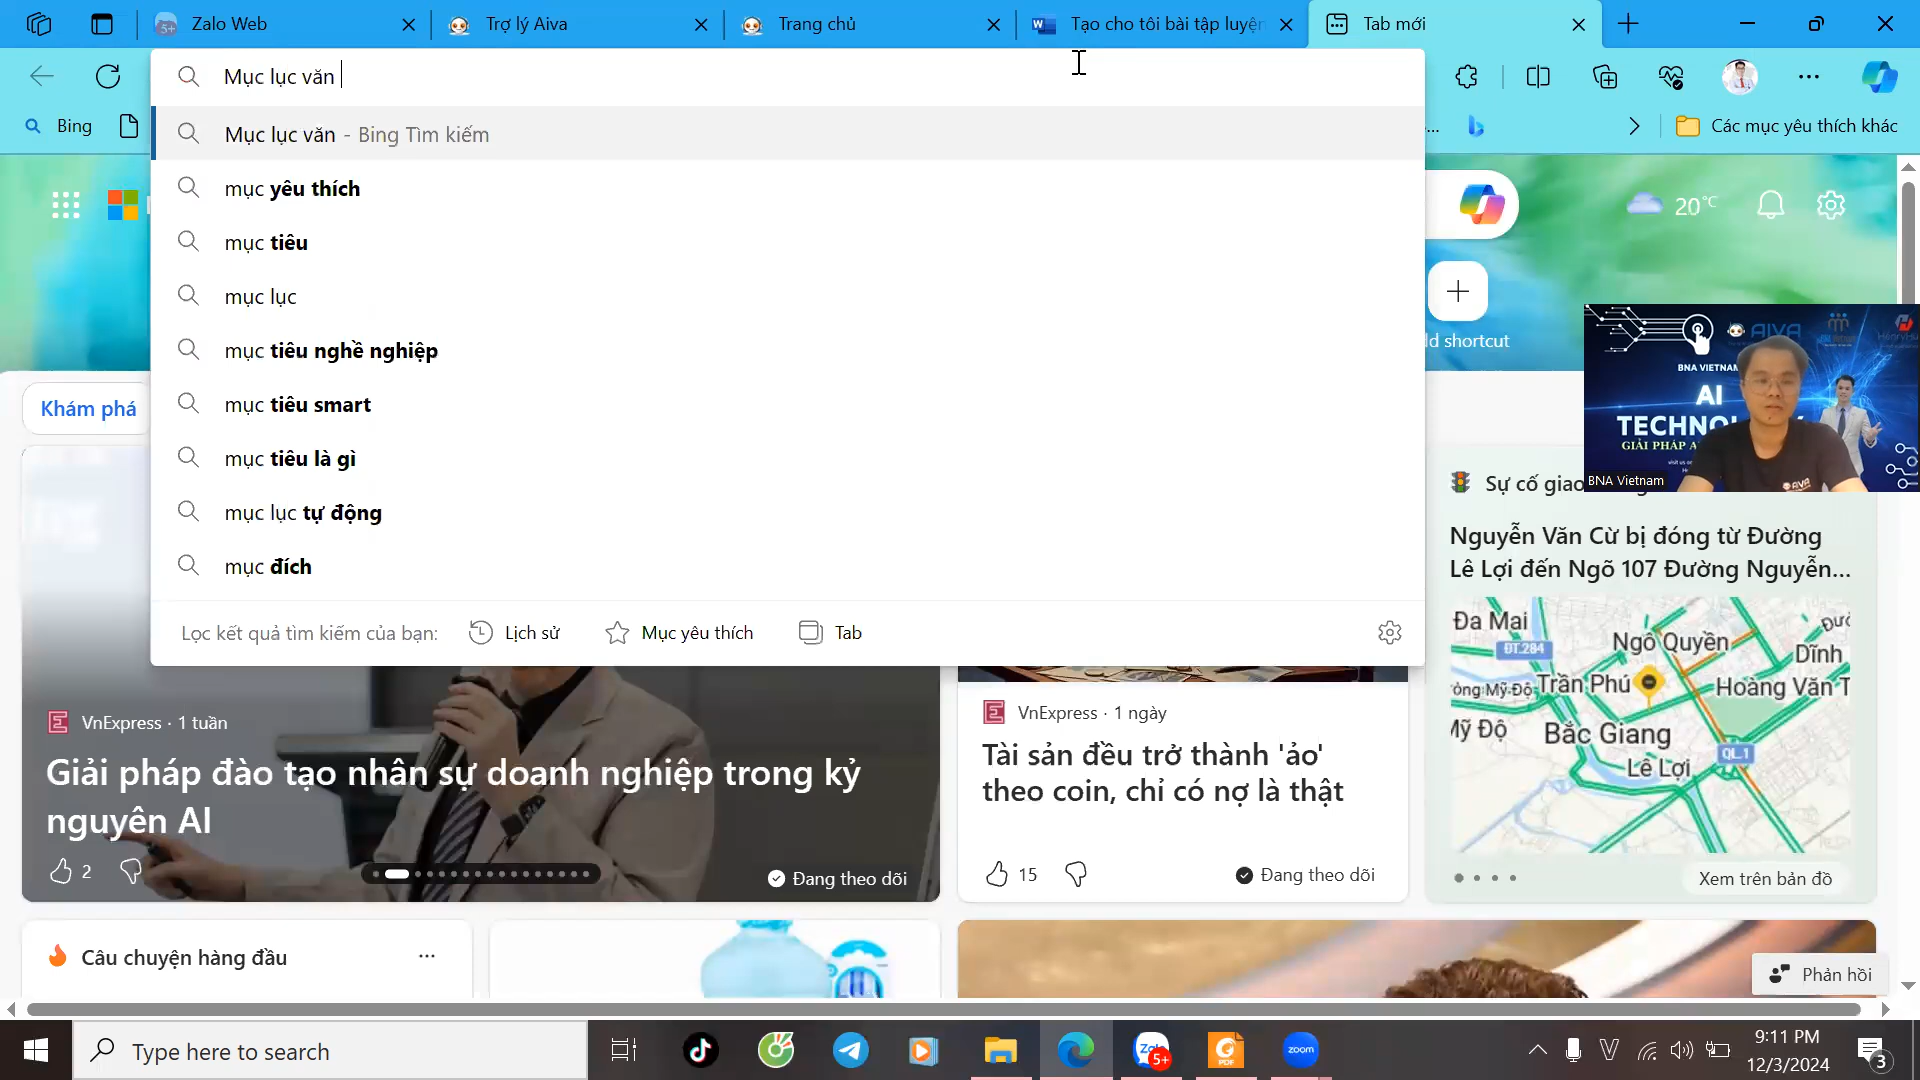 Zalo Web
Trợ lý Aiva
Trang chủ
Tạo cho tôi bài tập luyện
Tab mới
Mục lục văn
Bing
Mục lục văn - Bing Tìm kiếm
Các mục yêu thích khác
mục yêu thích
mục tiêu
mục lục
mục tiêu nghề nghiệp
mục tiêu smart
mục tiêu là gì
mục lục tự động
mục đích
Lọc kết quả tìm kiếm của bạn:
Lịch sử
Mục yêu thích
Tab
20°C
shortcut
Khám phá
AIVA
BNA VIETNAM
AI
GIẢI PHÁP
BNA Vietnam
Sự cố giao
Nguyễn Văn Cừ bị đóng từ Đường
Lê Lợi đến Ngõ 107 Đường Nguyễn...
Đa Mai
ĐT.284
Ngô Quyền
Dĩnh
Trần Phú
Hoàng Văn T
Mỹ Độ
Bắc Giang
QL.1
Lê Lợi
Xem trên bản đồ
VnExpress · 1 tuần
Giải pháp đào tạo nhân sự doanh nghiệp trong kỷ
nguyên AI
2
Đang theo dõi
VnExpress · 1 ngày
Tài sản đều trở thành 'ảo'
theo coin, chỉ có nợ là thật
15
Đang theo dõi
Câu chuyện hàng đầu
Phản hồi
Type here to search
5+
PDF
zoom
9:11 PM
12/3/2024
3